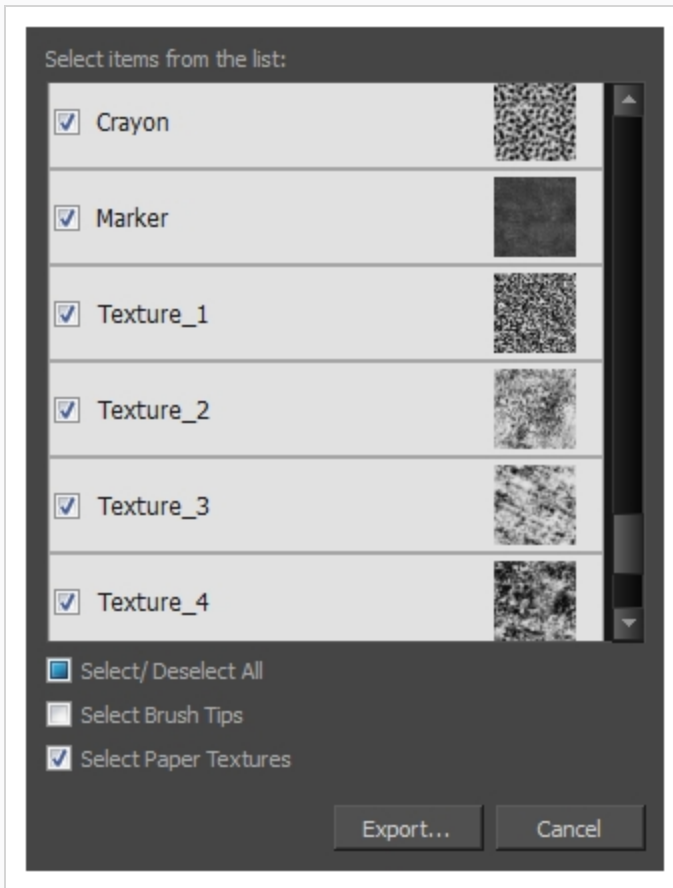 Select items from the list:
Crayon
Marker
Texture_1
Texture_2
Texture_3
Texture_4
Select/ Deselect All
Select Brush Tips
Select Paper Textures
Export... Cancel